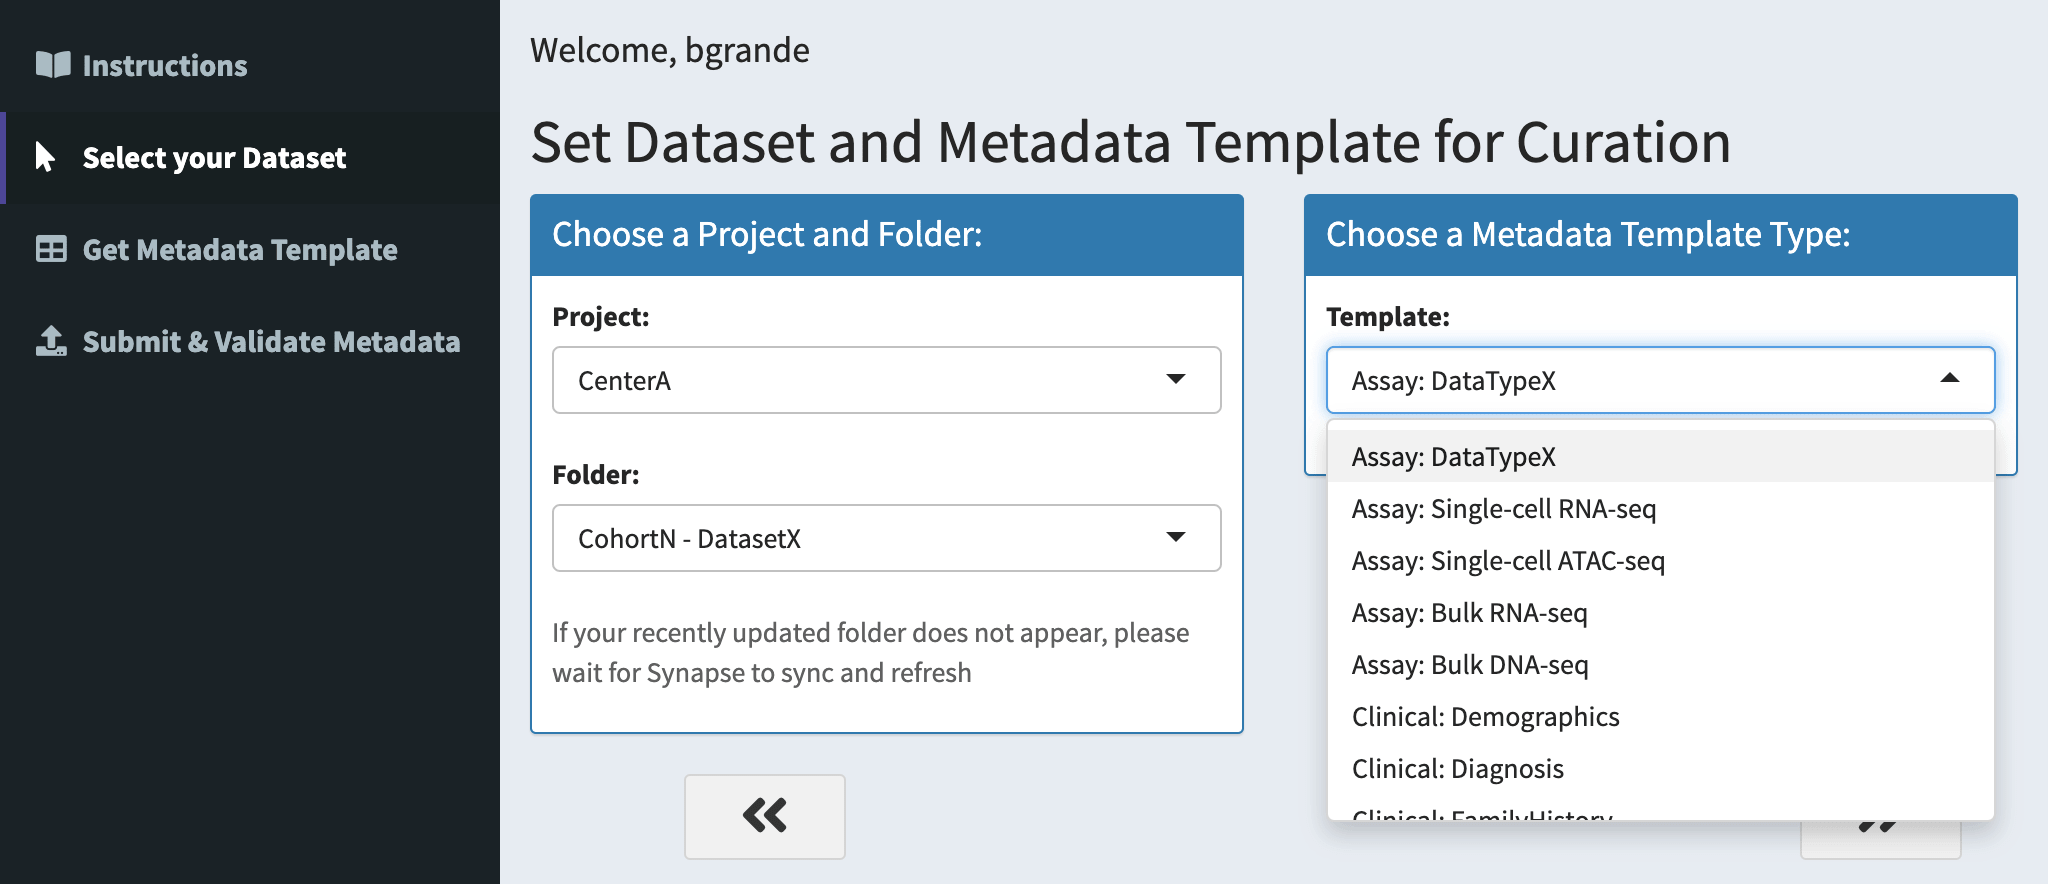 Instructions
Select your Dataset
Get Metadata Template
Submit & Validate Metadata
Welcome, bgrande
Set Dataset and Metadata Template for Curation
Choose a Project and Folder:
Project:
CenterA
Folder:
CohortN - DatasetX
If your recently updated folder does not appear, please
wait for Synapse to sync and refresh
Choose a Metadata Template Type:
Template:
Assay: DataTypeX
Assay: DataTypeX
Assay: Single-cell RNA-seq
Assay: Single-cell ATAC-seq
Assay: Bulk RNA-seq
Assay: Bulk DNA-seq
Clinical: Demographics
Clinical: Diagnosis
Clinical: FamilyHistory